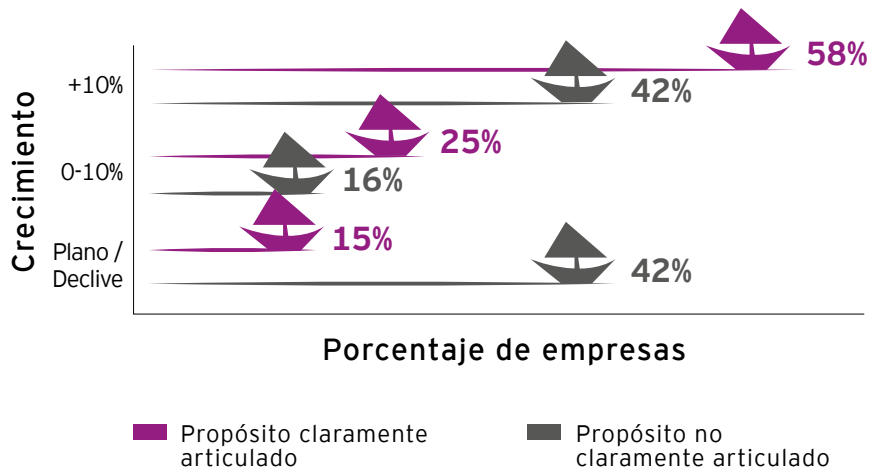 Crecimiento
+10%
58%
42%
0-10%
25%
16%
Plano /
Declive
15%
42%
Porcentaje de empresas
Propósito claramente
articulado
Propósito no
claramente articulado